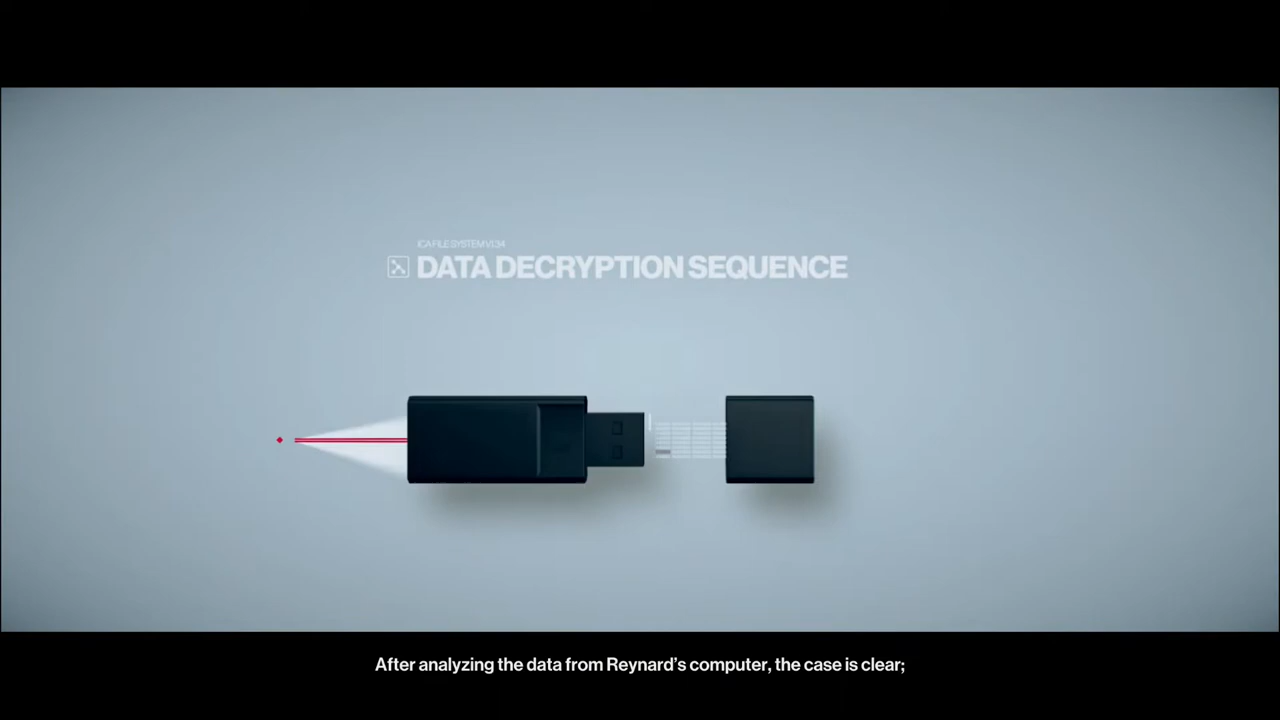 ICA FILE SYSTEM V1.34
DATA DECRYPTION SEQUENCE
After analyzing the data from Reynard's computer, the case is clear;